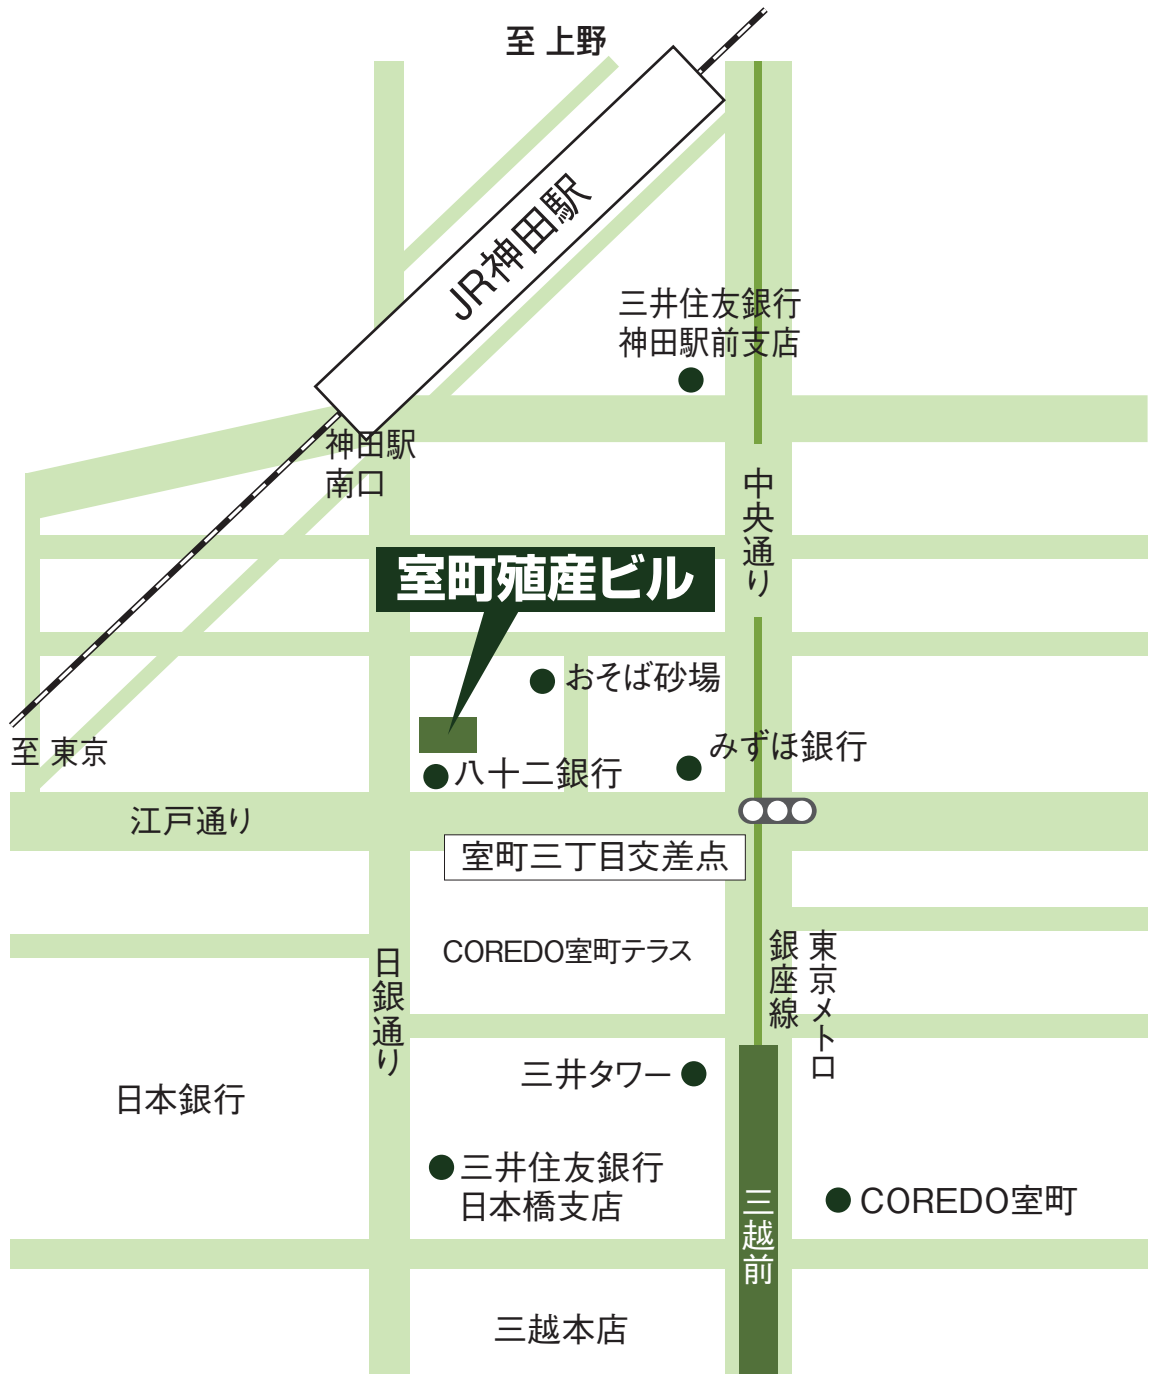 至 上野
JR神田駅
三井住友銀行
神田駅前支店
神田駅
南口
中央通り
室町殖産ビル
おそば砂場
みずほ銀行
至 東京
八十二銀行
江戸通り
室町三丁目交差点
東京メトロ
銀座線
COREDO室町テラス
日銀通り
三井タワー
日本銀行
三井住友銀行
日本橋支店
三越前
COREDO室町
三越本店